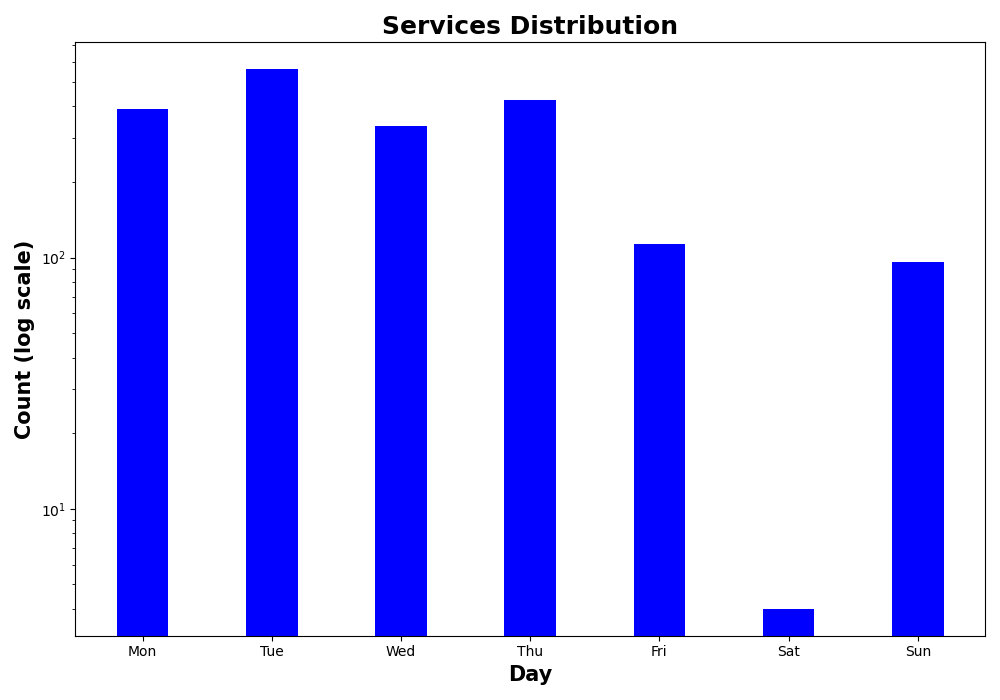 Services Distribution
Count (log scale)
10²
10¹
Mon Tue Wed Thu Fri Sat Sun
Day